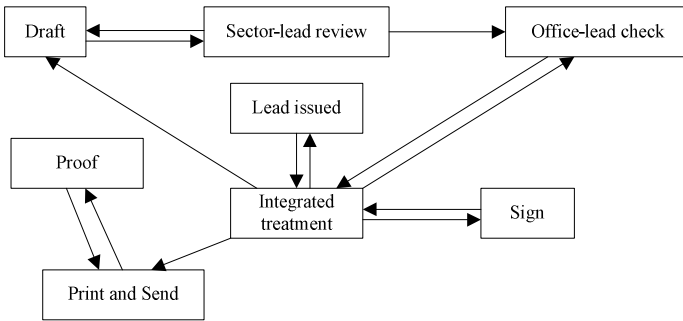 Draft
Sector-lead review
Office-lead check
Lead issued
Proof
Integrated
treatment
Sign
Print and Send